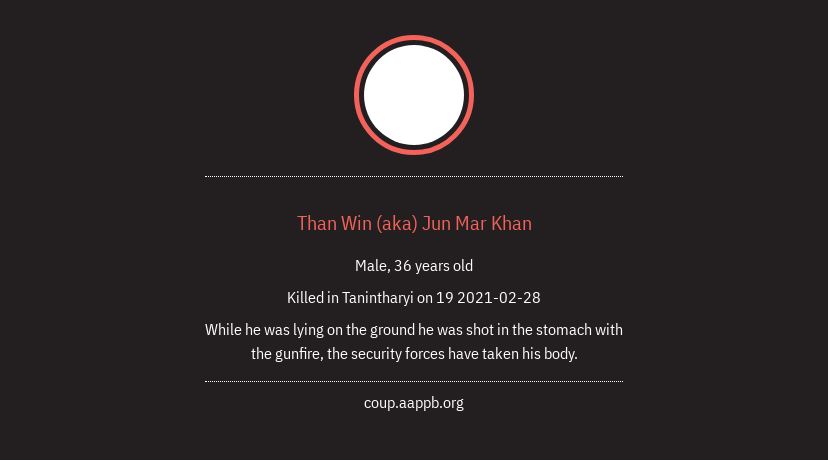 Than Win (aka) Jun Mar Khan
Male, 36 years old
Killed in Tanintharyi on 19 2021-02-28
While he was lying on the ground he was shot in the stomach with
the gunfire, the security forces have taken his body.
coup.aappb.org